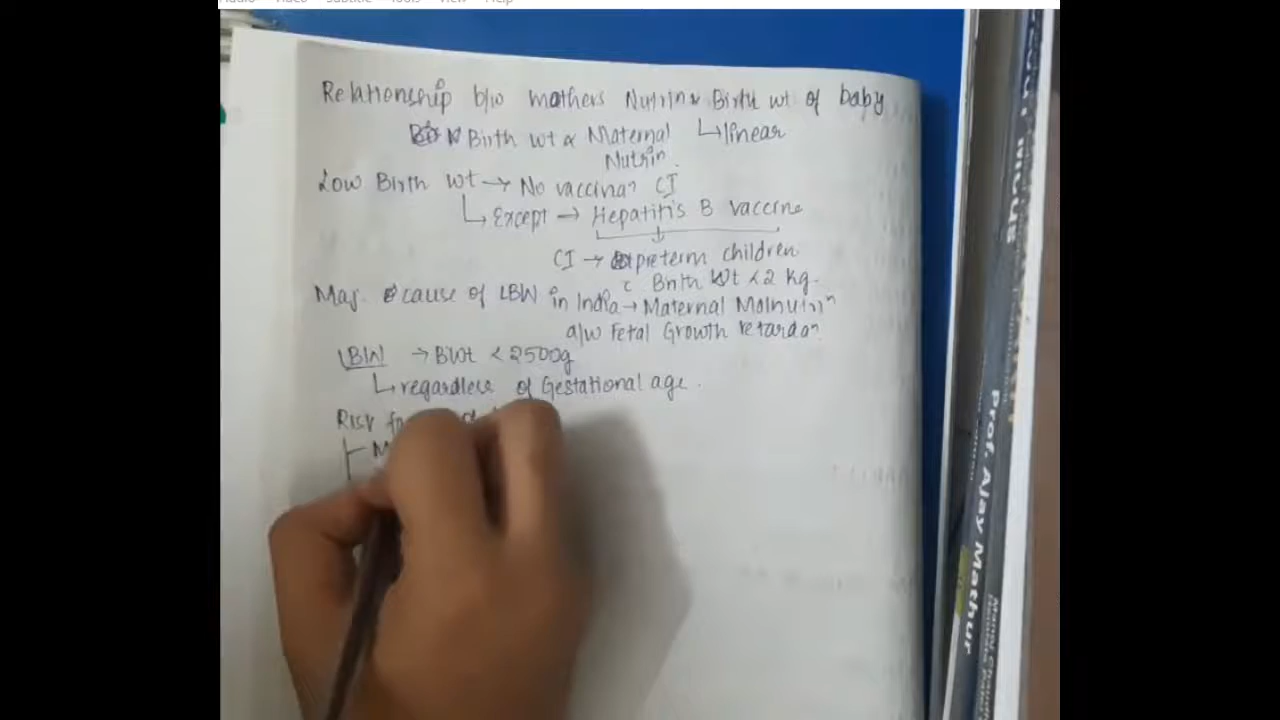 Relationship b/w mothers Nutrin & Birth wt of baby
Birth wt ∝ Maternal ↳ linear
Nutrin
Low Birth wt → No vaccinan CI
↳ Except → Hepatitis B vaccine
CI → preterm children
c Birth Wt < 2 kg.
Maj. cause of LBW in India → Maternal Malnutrin
a/w Fetal Growth retardan
LBW → BWt < 2500g
↳ regardless of Gestational age.
Risk
M
Prof. Ajay Mathur